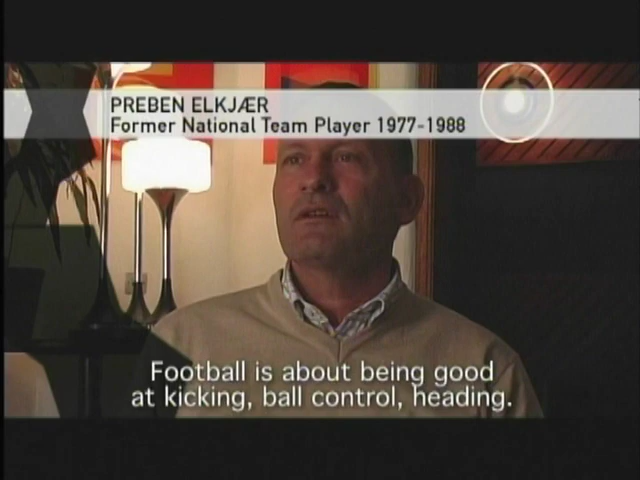 PREBEN ELKJÆR
Former National Team Player 1977-1988
Football is about being good
at kicking, ball control, heading.